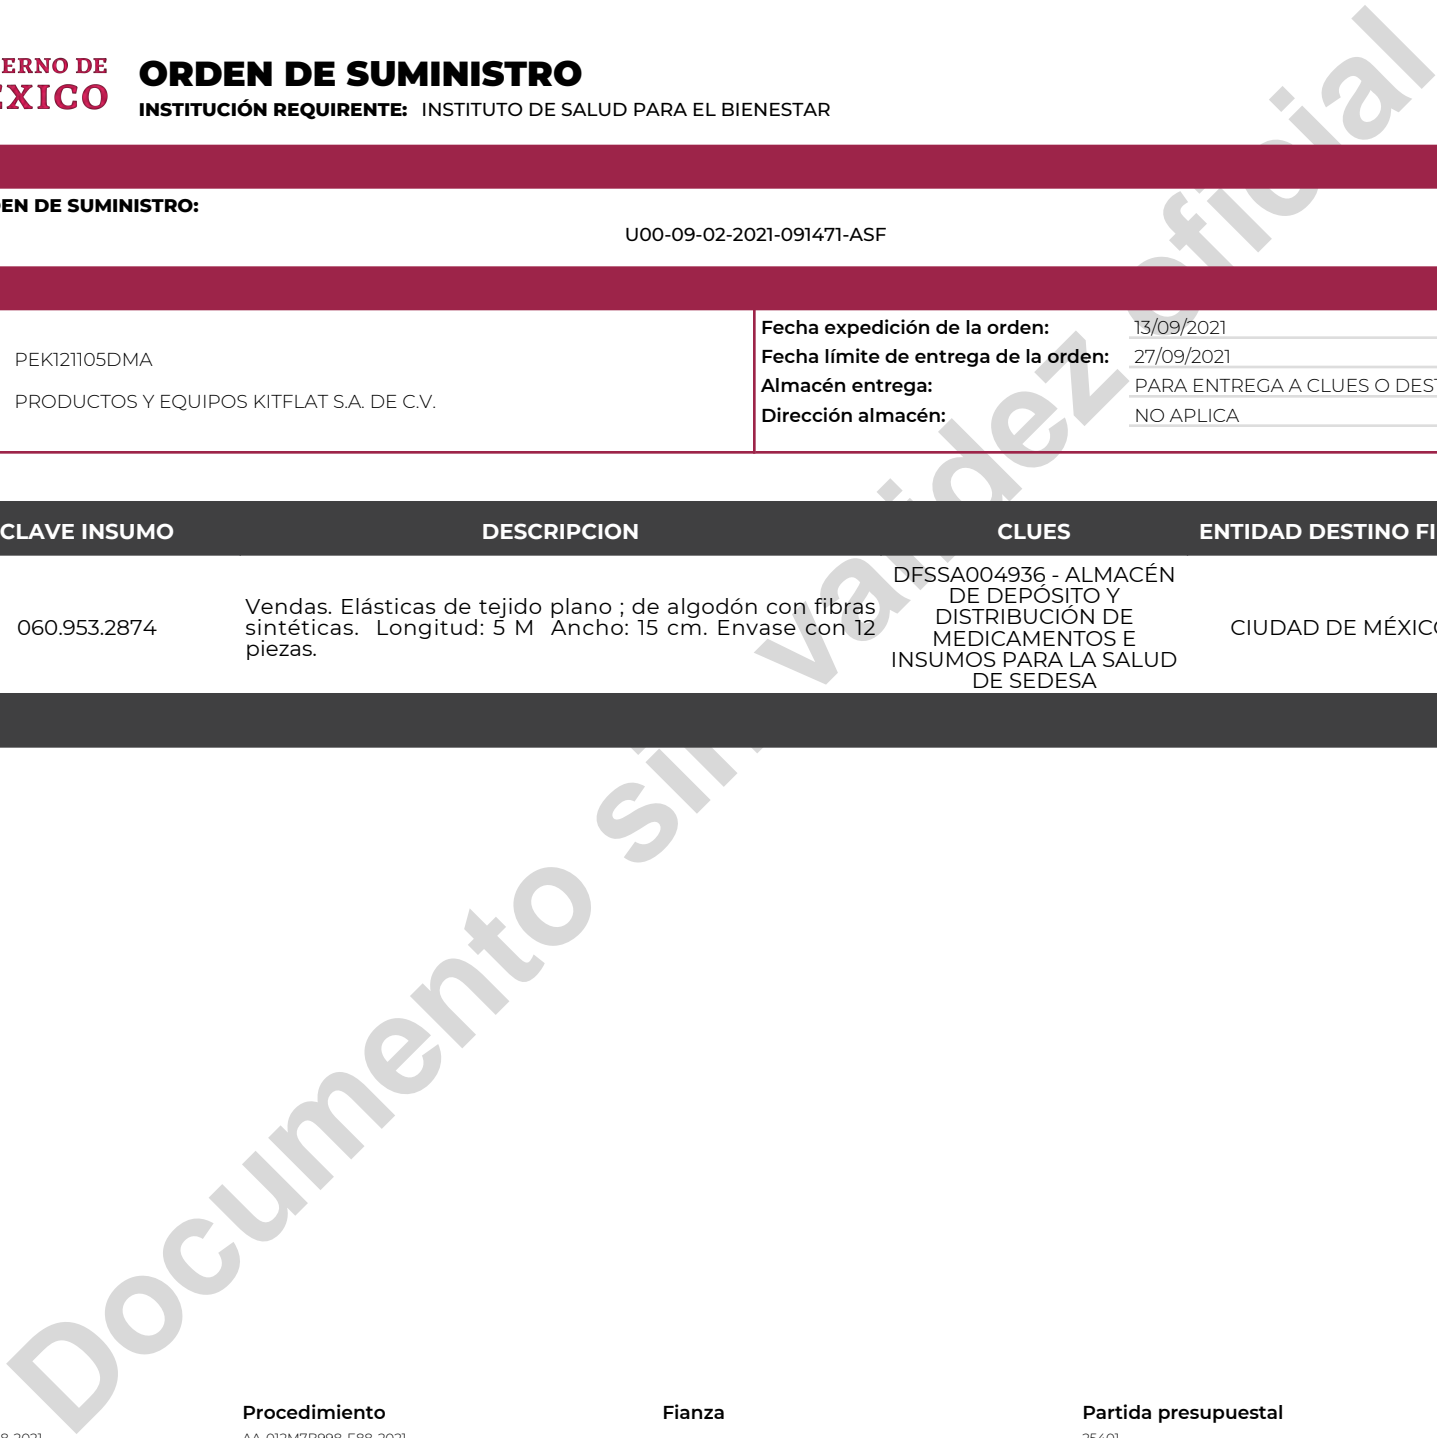 ERNO DE
ORDEN DE SUMINISTRO
INSTITUCIÓN REQUIRENTE: INSTITUTO DE SALUD PARA EL BIENESTAR
EN DE SUMINISTRO:
U00-09-02-2021-091471-ASF
PEK121105DMA
PRODUCTOS Y EQUIPOS KITFLAT S.A. DE C.V.
Fecha expedición de la orden: 13/09/2021
Fecha límite de entrega de la orden: 27/09/2021
Almacén entrega: PARA ENTREGA A CLUES O DEST
Dirección almacén: NO APLICA
CLAVE INSUMO DESCRIPCION CLUES ENTIDAD DESTINO FI
060.953.2874
Vendas. Elásticas de tejido plano ; de algodón con fibras
sintéticas. Longitud: 5 M Ancho: 15 cm. Envase con 12
piezas.
DFSSA004936 - ALMACÉN
DE DEPÓSITO Y
DISTRIBUCIÓN DE
MEDICAMENTOS E
INSUMOS PARA LA SALUD
DE SEDESA
CIUDAD DE MÉXICO
Documento sin validez oficial
Procedimiento Fianza Partida presupuestal